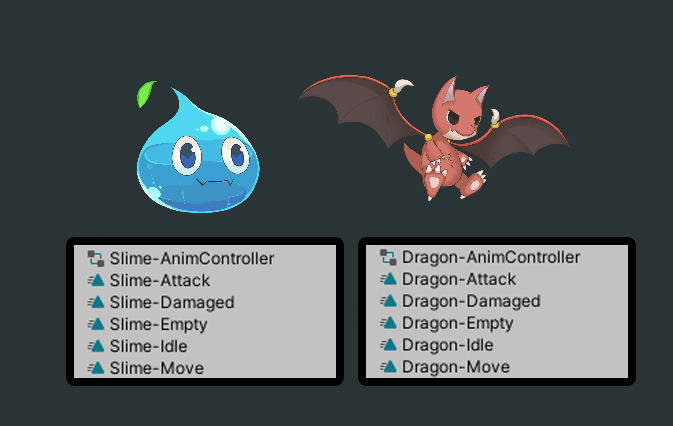 Slime-AnimController
Slime-Attack
Slime-Damaged
Slime-Empty
Slime-Idle
Slime-Move
Dragon-AnimController
Dragon-Attack
Dragon-Damaged
Dragon-Empty
Dragon-Idle
Dragon-Move